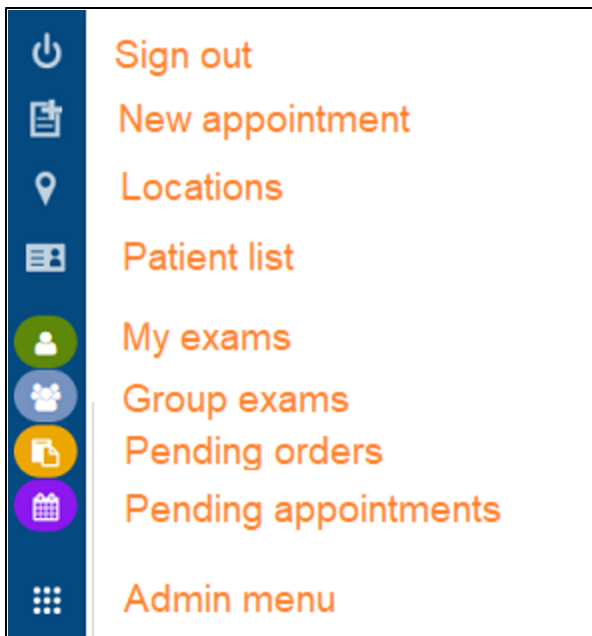 Sign out
New appointment
Locations
Patient list
My exams
Group exams
Pending orders
Pending appointments
Admin menu